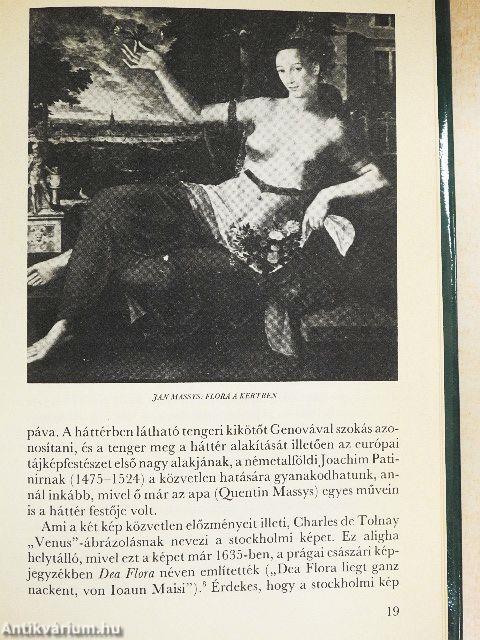 JAN MASSYS: FLORA A KERTBEN
páva. A háttérben látható tengeri kikötőt Genovával szokás azo-
nosítani, és a tenger meg a háttér alakítását illetően az európai
tájképfestészet első nagy alakjának, a németalföldi Joachim Pati-
nirnak (1475–1524) a közvetlen hatására gyanakodhatunk, an-
nál inkább, mivel ő már az apa (Quentin Massys) egyes művein
is a háttér festője volt.
Ami a két kép közvetlen előzményeit illeti, Charles de Tolnay
„Venus”-ábrázolásnak nevezi a stockholmi képet. Ez aligha
helytálló, mivel ezt a képet már 1635-ben, a prágai császári kép-
jegyzékben Dea Flora néven említették („Dea Flora liegt ganz
nackent, von Ioaun Maisi”).⁸ Érdekes, hogy a stockholmi kép
19
Antikvárium.hu